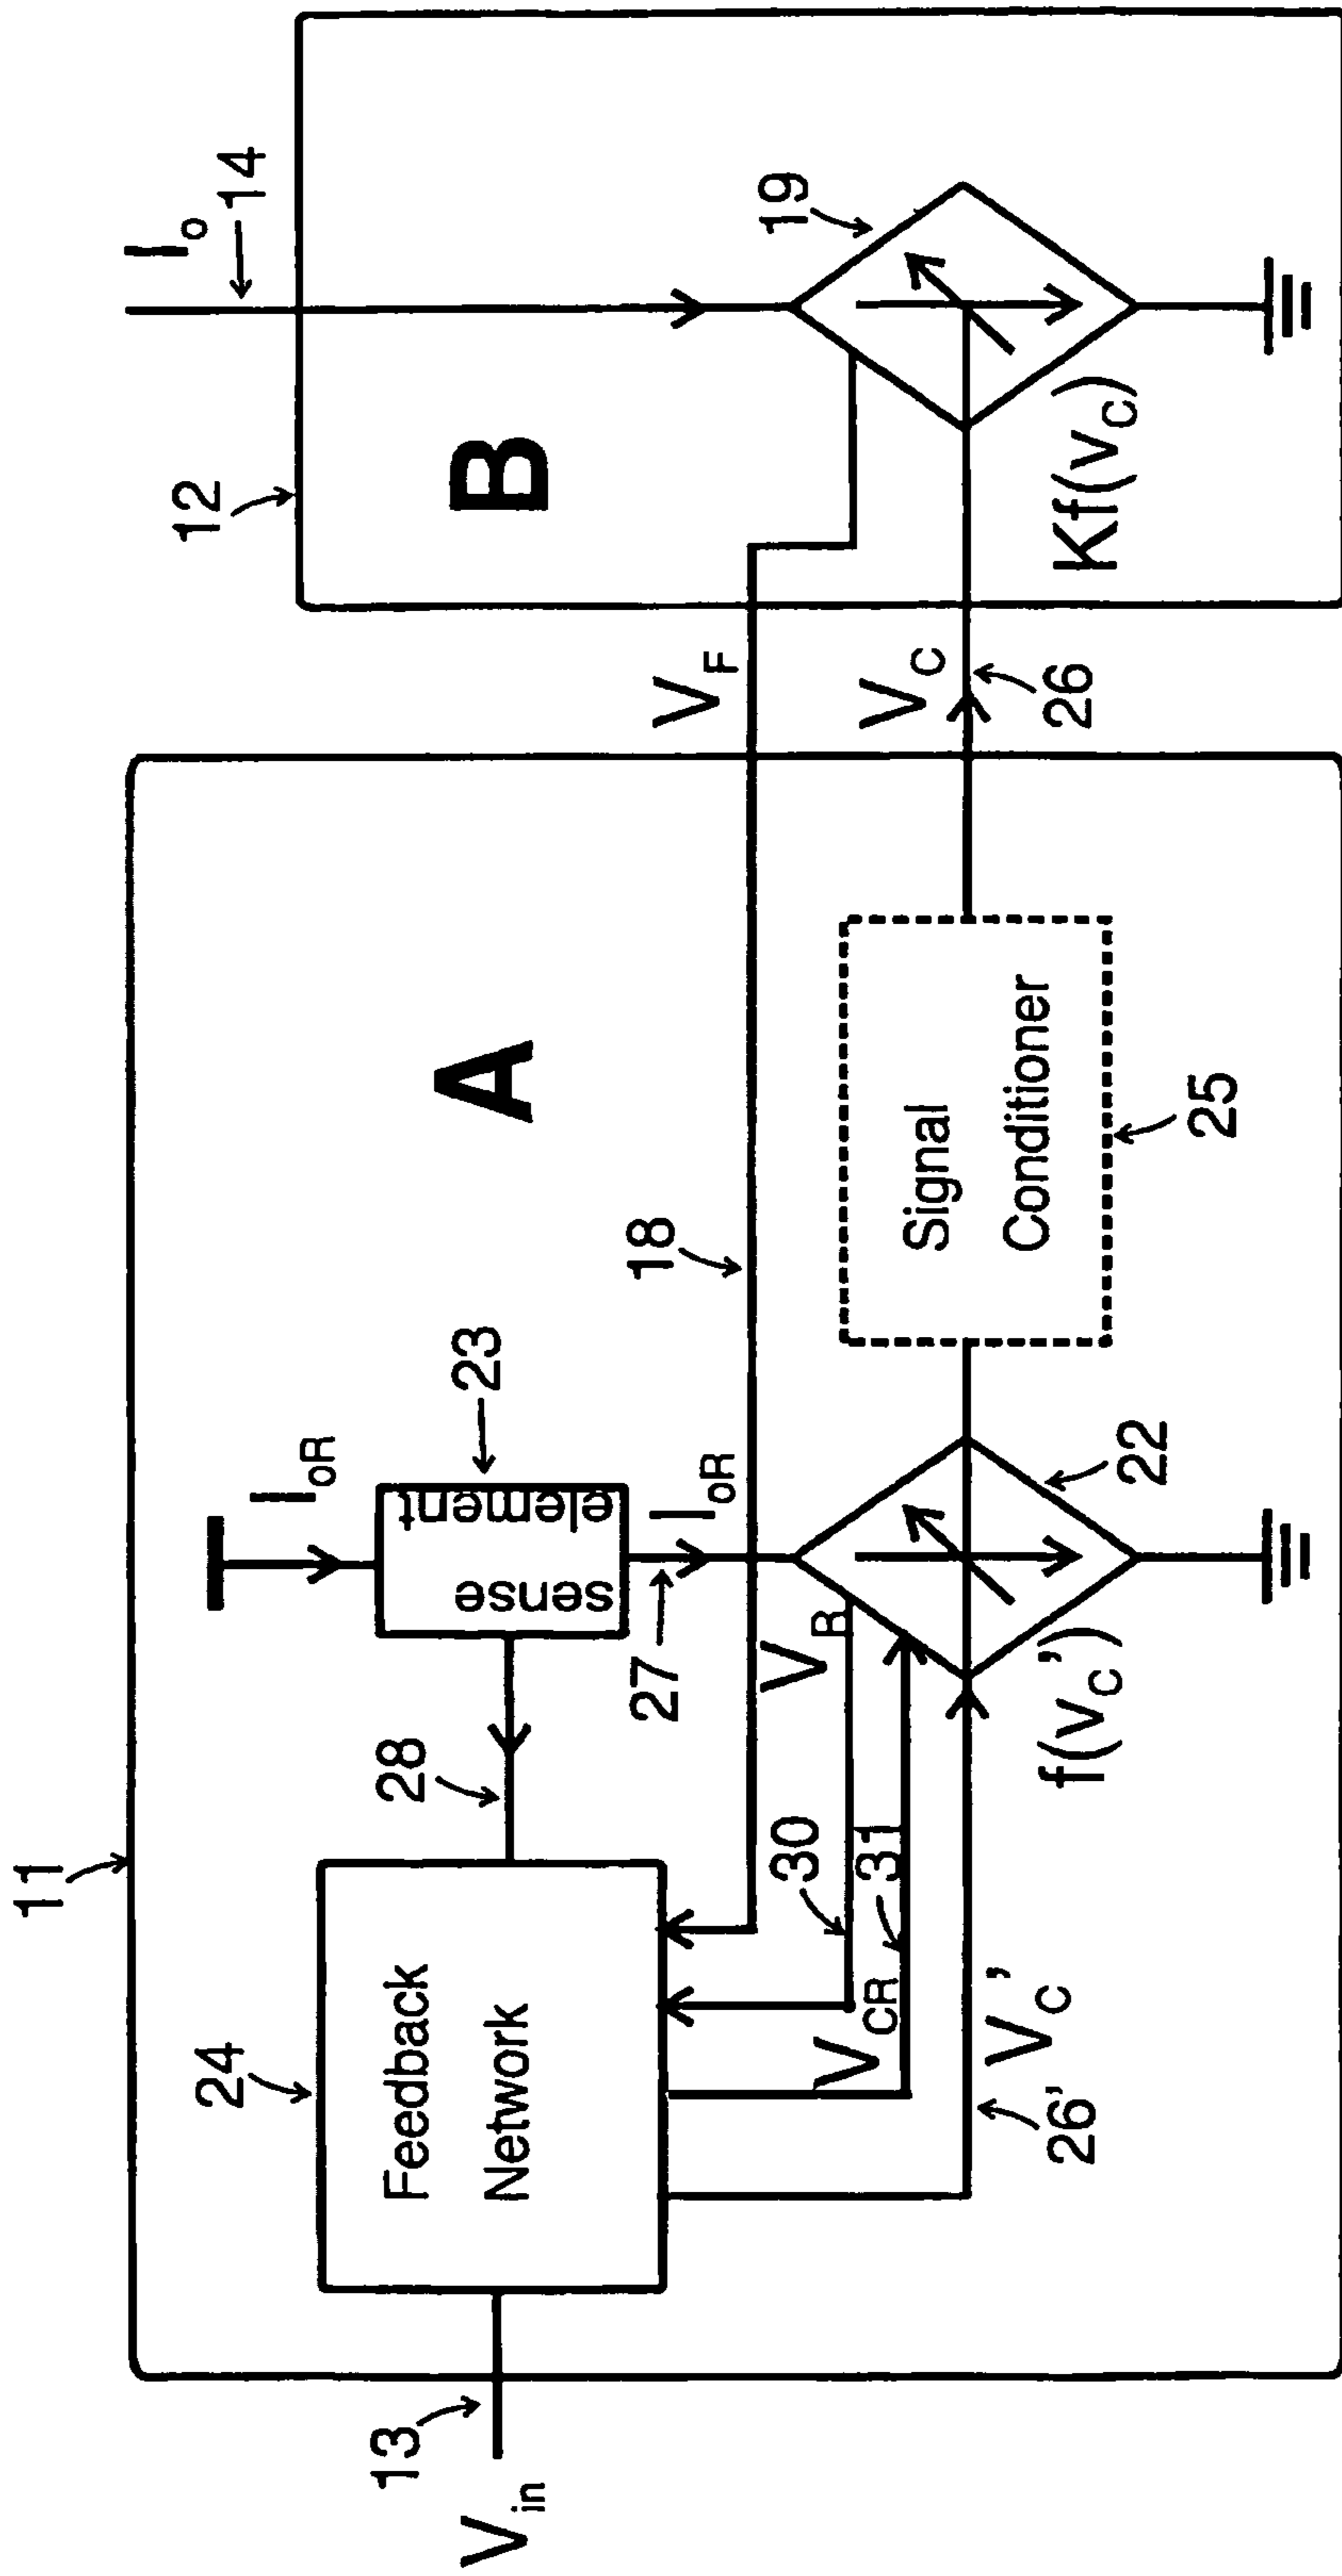 11
12
I_o
14
A
B
24
Feedback
Network
28
I_oR
23
sense
element
27
I_oR
18
V_F
19
13
V_in
V_R
30
V_CR
31
V_C'
26'
f(v_C')
22
Signal
Conditioner
25
V_C
26
Kf(v_C)